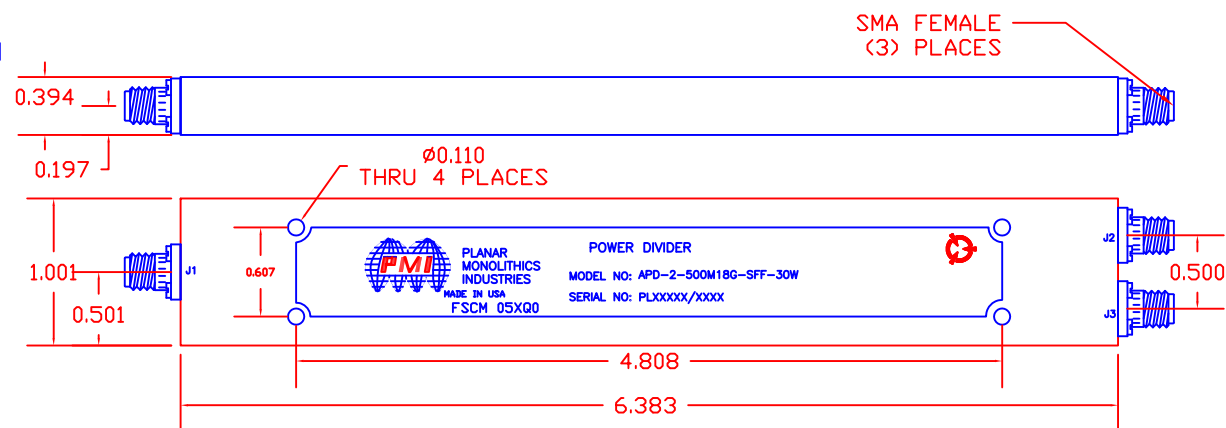 SMA FEMALE
(3) PLACES
0.394
0.197
Ø0.110
THRU 4 PLACES
1.001
0.501
J1
0.607
PMI
PLANAR
MONOLITHICS
INDUSTRIES
MADE IN USA
FSCM 05XQ0
POWER DIVIDER
MODEL NO: APD-2-500M18G-SFF-30W
SERIAL NO: PLXXXXX/XXXX
J2
J3
0.500
4.808
6.383